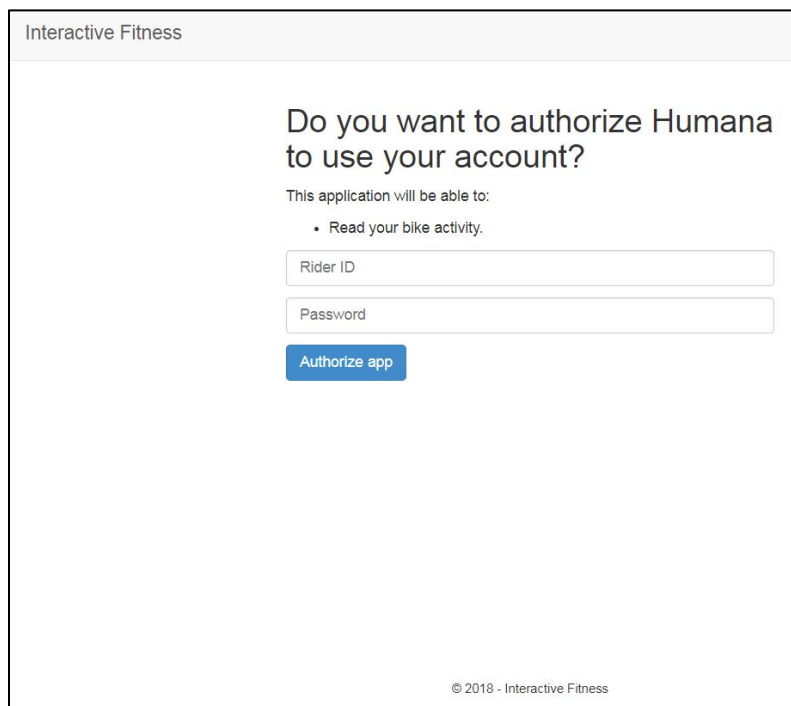 Interactive Fitness
Do you want to authorize Humana
to use your account?
This application will be able to:
• Read your bike activity.
Rider ID
Password
Authorize app
© 2018 - Interactive Fitness